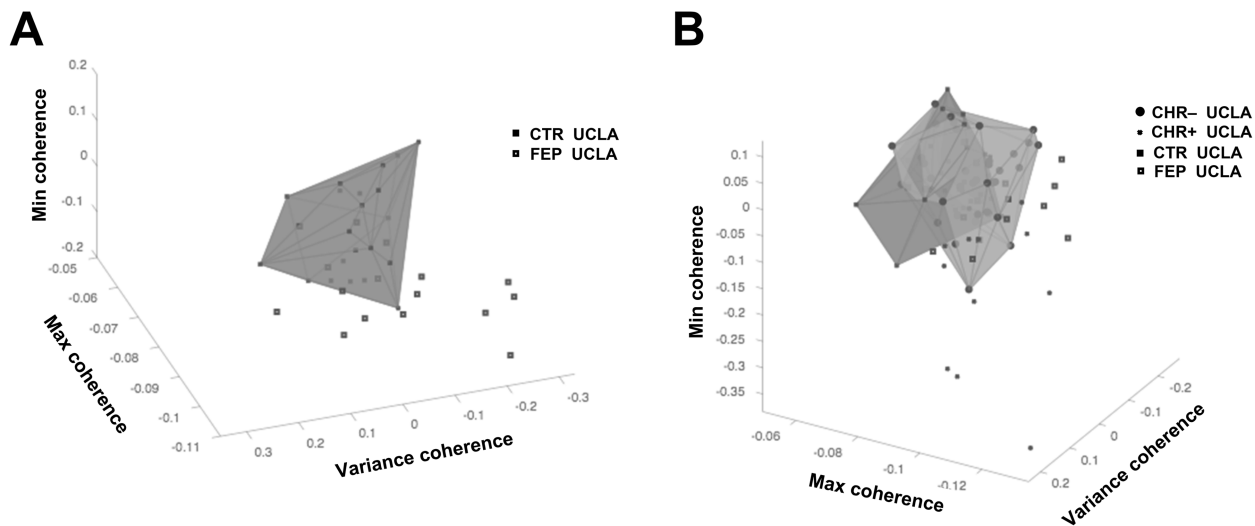 A
0.2
0.1
0
-0.1
-0.2
Min coherence
-0.05
-0.06
-0.07
-0.08
-0.09
-0.1
-0.11
Max coherence
0.3
0.2
0.1
0
-0.1
-0.2
-0.3
Variance coherence
CTR UCLA
FEP UCLA
B
0.1
0.05
0
-0.05
-0.1
-0.15
-0.2
-0.25
-0.3
-0.35
Min coherence
-0.06
-0.08
-0.1
-0.12
Max coherence
0.2
0.1
0
-0.1
-0.2
Variance coherence
CHR– UCLA
CHR+ UCLA
CTR UCLA
FEP UCLA